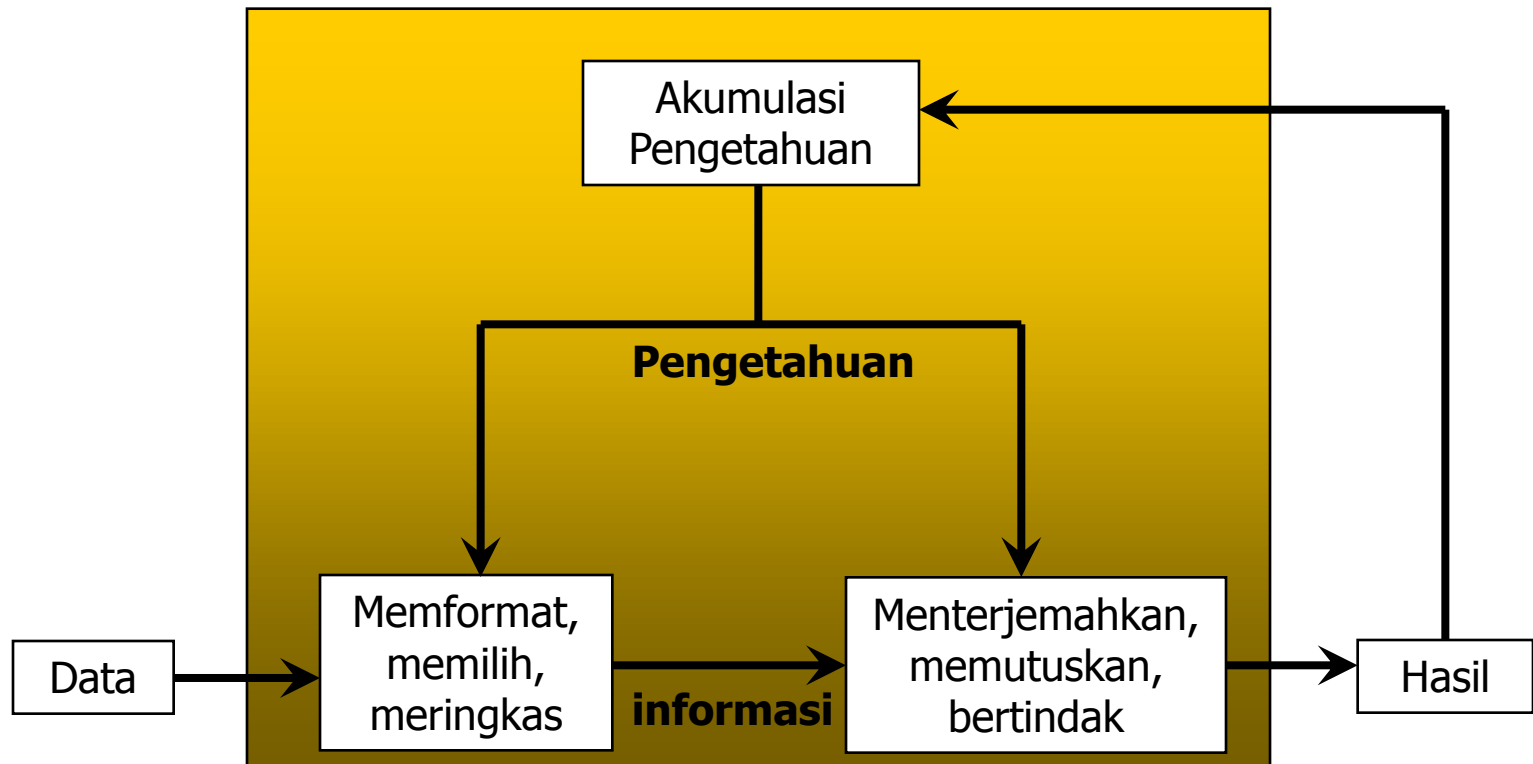 Akumulasi
Pengetahuan
Pengetahuan
Data
Memformat,
memilih,
meringkas
informasi
Menterjemahkan,
memutuskan,
bertindak
Hasil